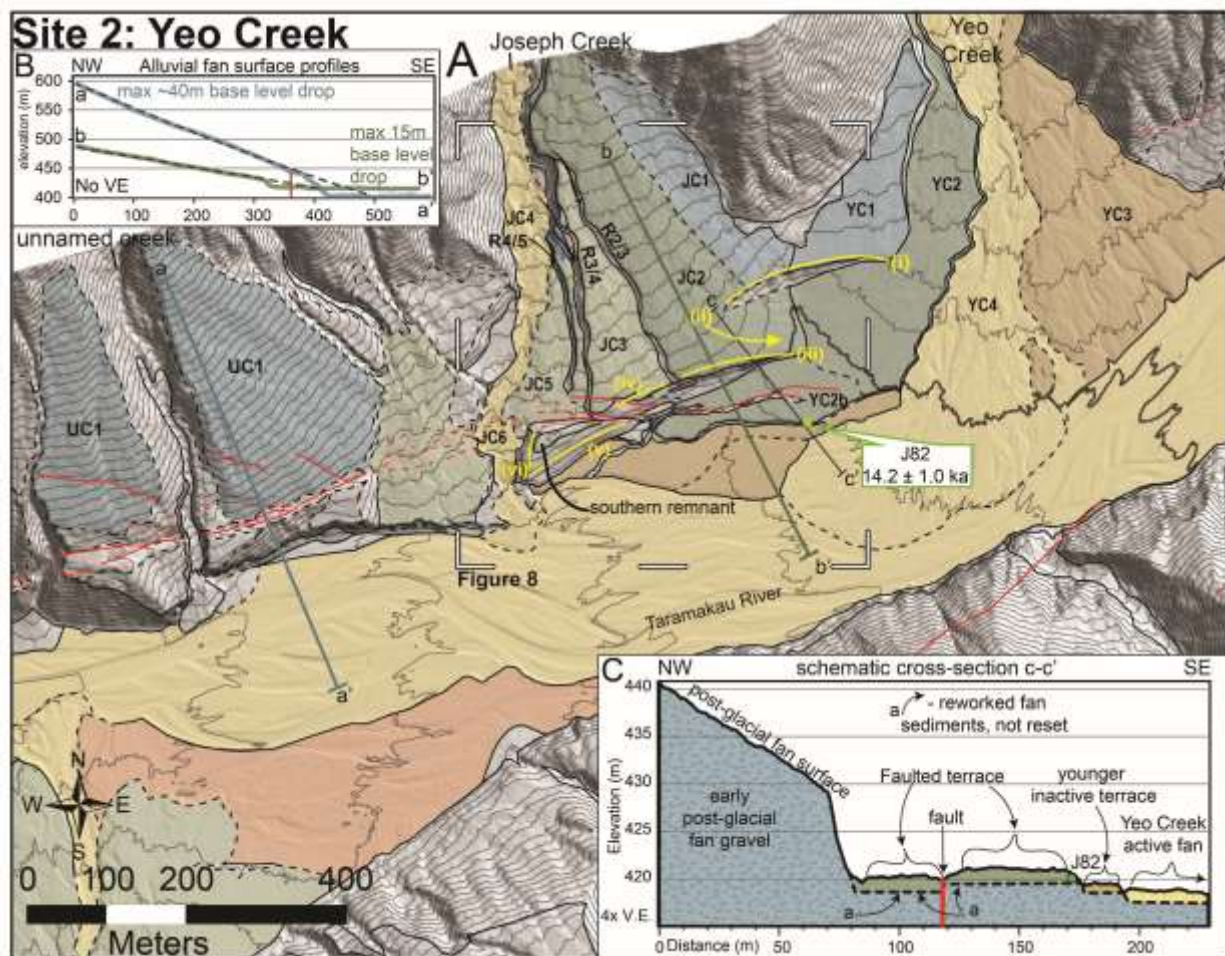 Site 2: Yeo Creek
B
NW Alluvial fan surface profiles SE
max ~40m base level drop
max 15m
base level
drop
elevation (m)
600
550
500
450
400
a
b
b'
a'
No VE
0 100 200 300 400 500
unnamed creek
A
Joseph Creek
Yeo
Creek
JC4
R4/5
R3/4
R2/3
b
JC1
YC1
YC2
YC3
JC2
c
(i)
(ii)
(iii)
YC4
JC3
JC5
(v)
YC2b
JC6
(vi)
a
UC1
UC1
J82
14.2 ± 1.0 ka
c'
southern remnant
Figure 8
b'
Taramakau River
a'
N
W E
S
0 100 200 400
Meters
C
NW schematic cross-section c-c' SE
440
435
430
425
420
Elevation (m)
4x V.E.
post-glacial fan surface
a - reworked fan
sediments, not reset
Faulted terrace
younger
inactive terrace
early
post-glacial
fan gravel
fault
Yeo Creek
active fan
J82
a
a
0 Distance (m) 50 100 150 200